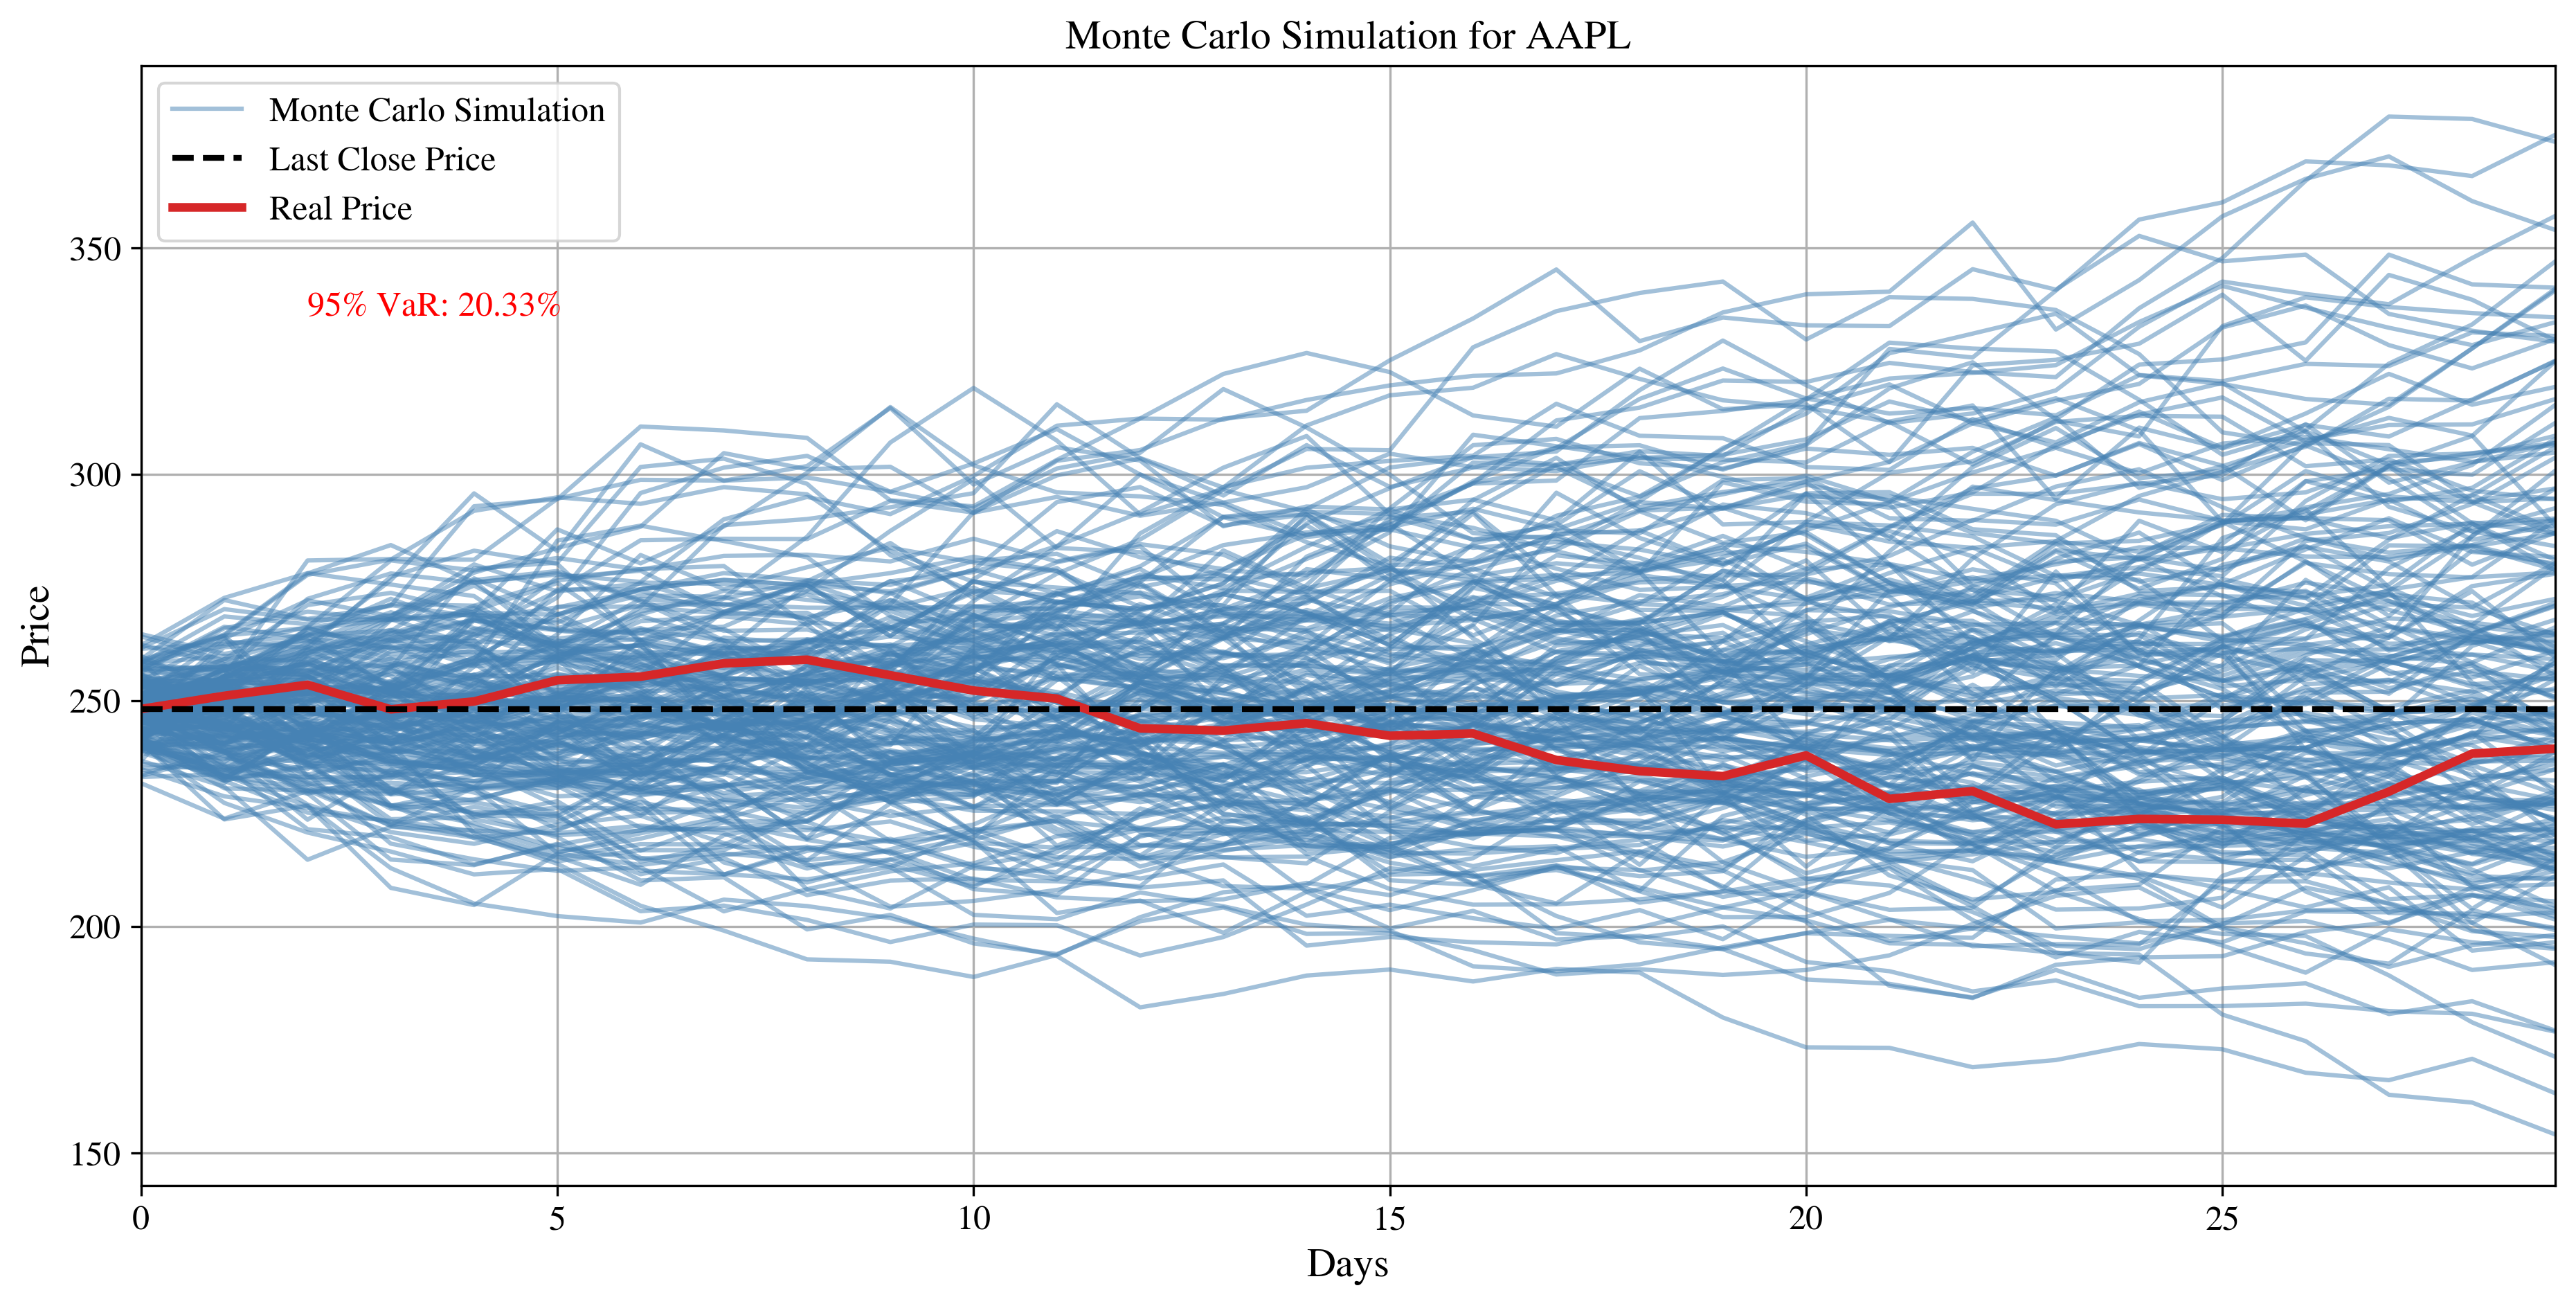 Monte Carlo Simulation for AAPL
Monte Carlo Simulation
Last Close Price
Real Price
95% VaR: 20.33%
Price
350
300
250
200
150
0 5 10 15 20 25
Days